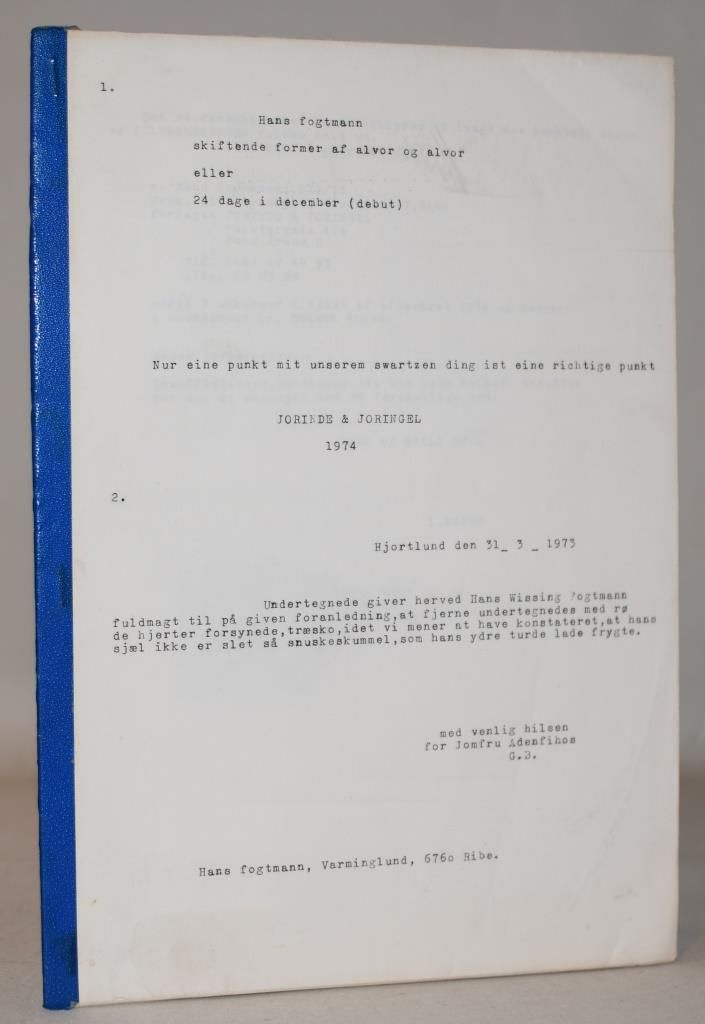 1.
Hans fogtmann
skiftende former af alvor og alvor
eller
24 dage i december (debut)
Nur eine punkt mit unserem swartzen ding ist eine richtige punkt
JORINDE & JORINGEL
1974
2.
Hjortlund den 31_ 3 _ 1973
Undertegnede giver herved Hans Wissing Fogtmann
fuldmagt til på given foranledning,at fjerne undertegnedes med rø
de hjerter forsynede,træsko,idet vi mener at have konstateret,at hans
sjæl ikke er slet så snuskeskummel,som hans ydre turde lade frygte.
med venlig hilsen
for Jomfru Adenfihos
G.B.
Hans fogtmann, Varminglund, 676o Ribe.